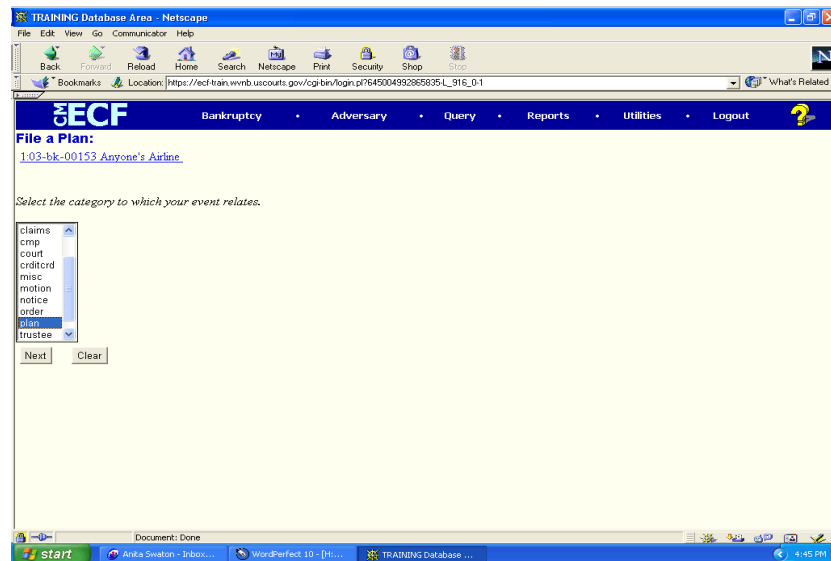 TRAINING Database Area - Netscape
File Edit View Go Communicator Help
Back Forward Reload Home Search Netscape Print Security Shop Stop
My
N
Bookmarks Location: https://ecf-train.wvnb.uscourts.gov/cgi-bin/login.pl?645004992865835-L_916_0-1 What's Related
CM ECF Bankruptcy • Adversary • Query • Reports • Utilities • Logout ?
File a Plan:
1:03-bk-00153 Anyone's Airline
Select the category to which your event relates.
claims
cmp
court
crditcrd
misc
motion
notice
order
plan
trustee
Next Clear
Document: Done
start Anita Swaton - Inbox... WordPerfect 10 - [H:... TRAINING Database ... 4:45 PM